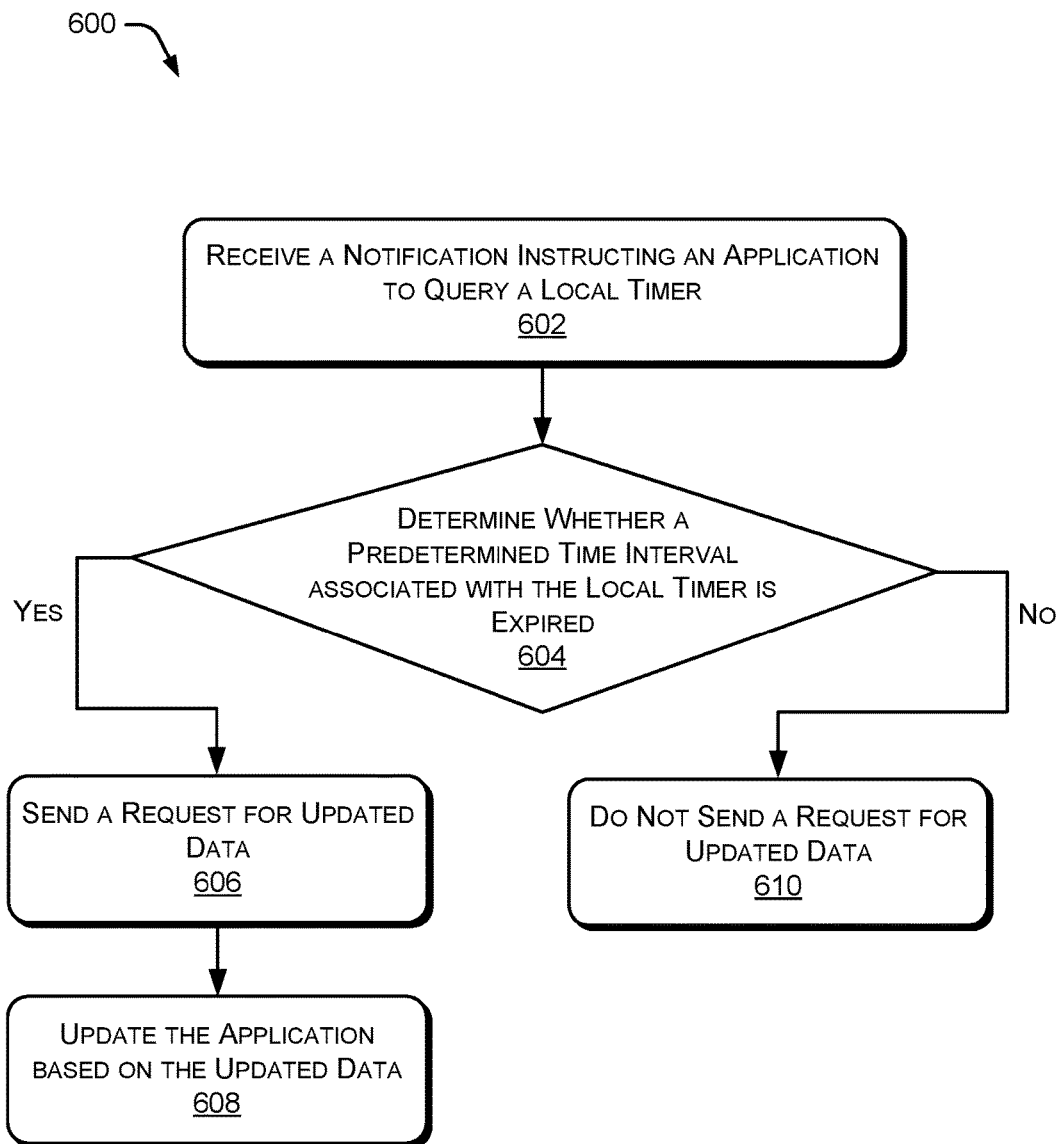 600
RECEIVE A NOTIFICATION INSTRUCTING AN APPLICATION
TO QUERY A LOCAL TIMER
602
DETERMINE WHETHER A
PREDETERMINED TIME INTERVAL
ASSOCIATED WITH THE LOCAL TIMER IS
EXPIRED
604
YES
NO
SEND A REQUEST FOR UPDATED
DATA
606
DO NOT SEND A REQUEST FOR
UPDATED DATA
610
UPDATE THE APPLICATION
BASED ON THE UPDATED DATA
608